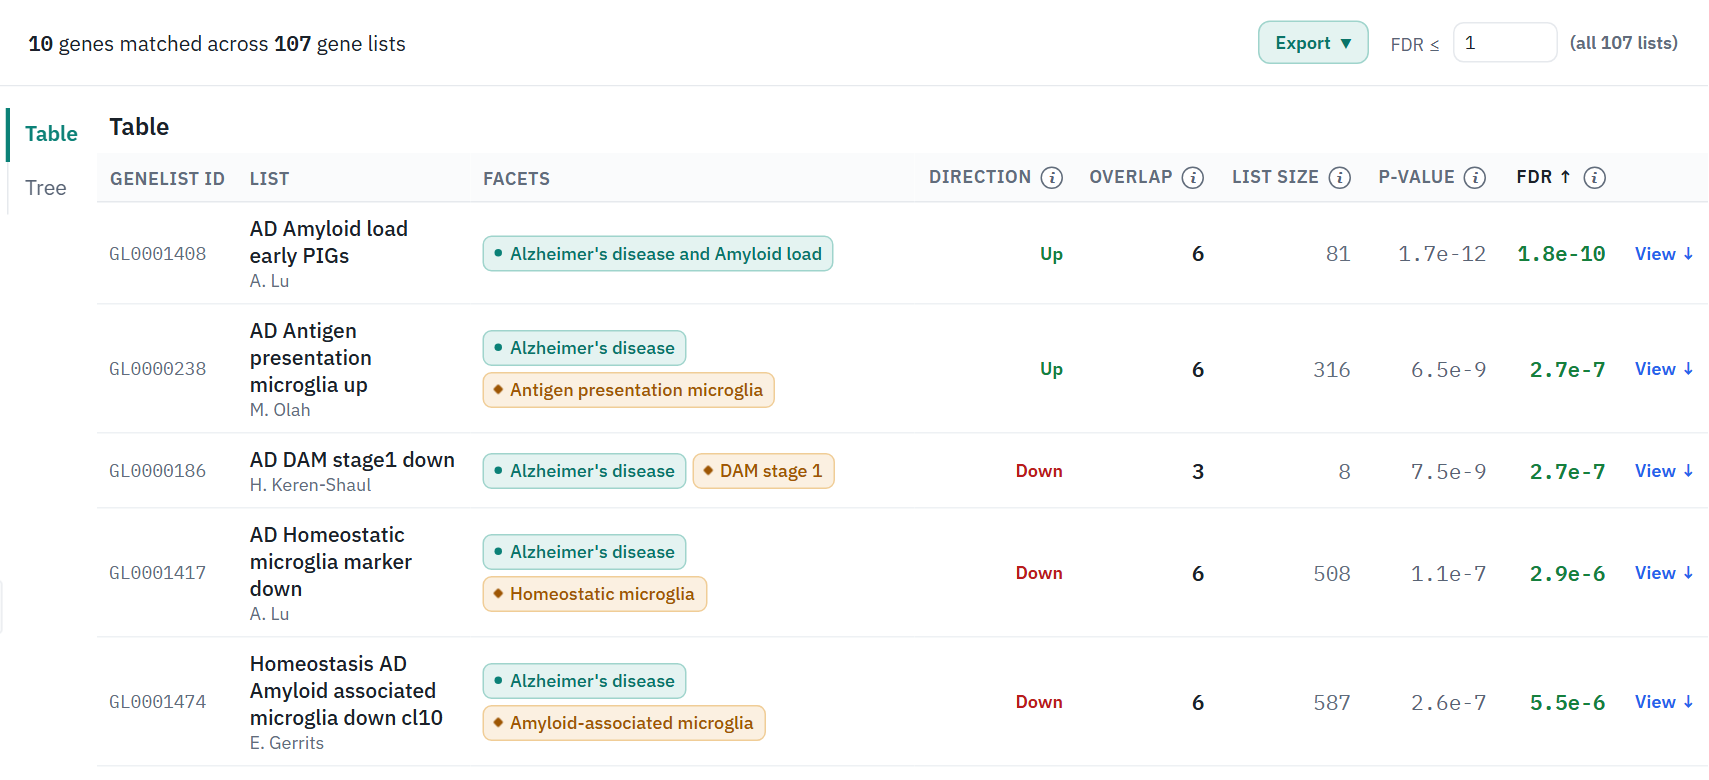 10 genes matched across 107 gene lists
Export ▼
FDR ≤
1
(all 107 lists)
Table
Tree
Table
GENELIST ID LIST FACETS DIRECTION i OVERLAP i LIST SIZE i P-VALUE i FDR ↑ i
AD Amyloid load
early PIGs
A. Lu
GL0001408
Alzheimer's disease and Amyloid load
Up 6 81 1.7e-12 1.8e-10 View ↓
AD Antigen
presentation
microglia up
M. Olah
GL0000238
Alzheimer's disease
Antigen presentation microglia
Up 6 316 6.5e-9 2.7e-7 View ↓
AD DAM stage1 down
H. Keren-Shaul
GL0000186
Alzheimer's disease
DAM stage 1
Down 3 8 7.5e-9 2.7e-7 View ↓
AD Homeostatic
microglia marker
down
A. Lu
GL0001417
Alzheimer's disease
Homeostatic microglia
Down 6 508 1.1e-7 2.9e-6 View ↓
Homeostasis AD
Amyloid associated
microglia down cl10
E. Gerrits
GL0001474
Alzheimer's disease
Amyloid-associated microglia
Down 6 587 2.6e-7 5.5e-6 View ↓